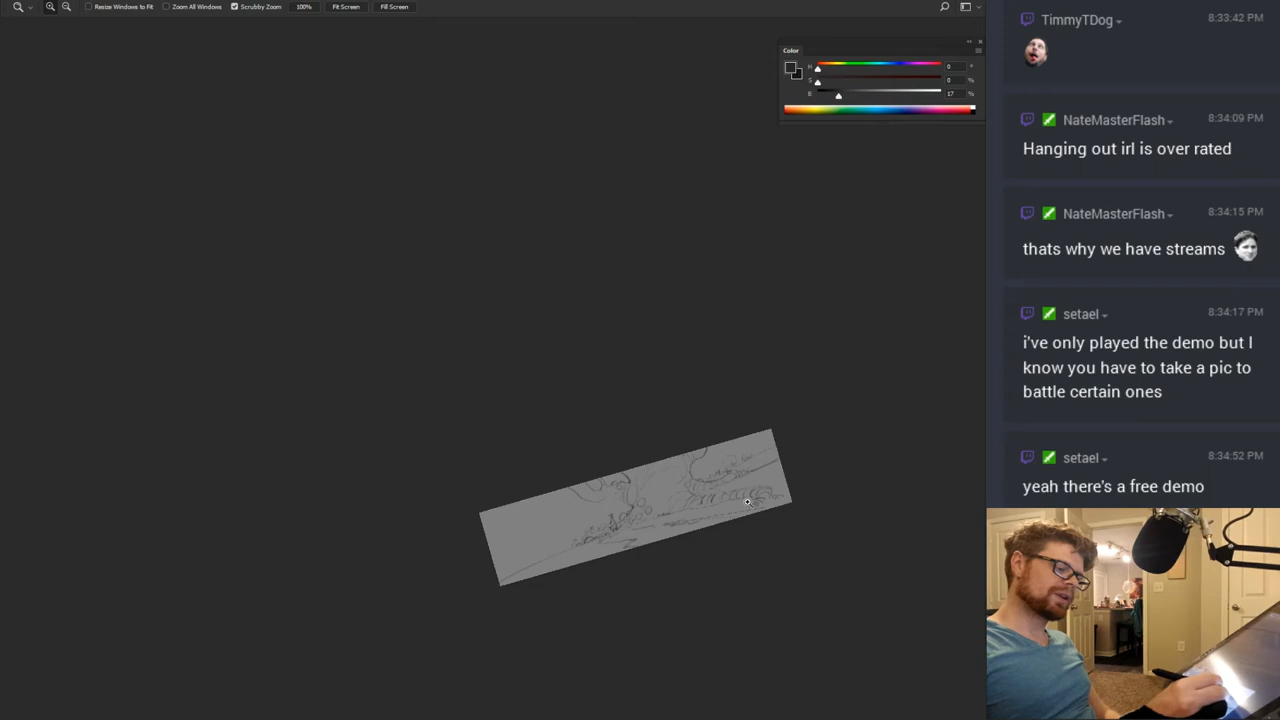 Resize Windows to Fit
Zoom All Windows
Scrubby Zoom
100%
Fit Screen
Fill Screen
Color
H
0
°
S
0
%
B
17
%
TimmyTDog
8:33:42 PM
NateMasterFlash
8:34:09 PM
Hanging out irl is over rated
NateMasterFlash
8:34:15 PM
thats why we have streams
setael
8:34:17 PM
i've only played the demo but I
know you have to take a pic to
battle certain ones
setael
8:34:52 PM
yeah there's a free demo